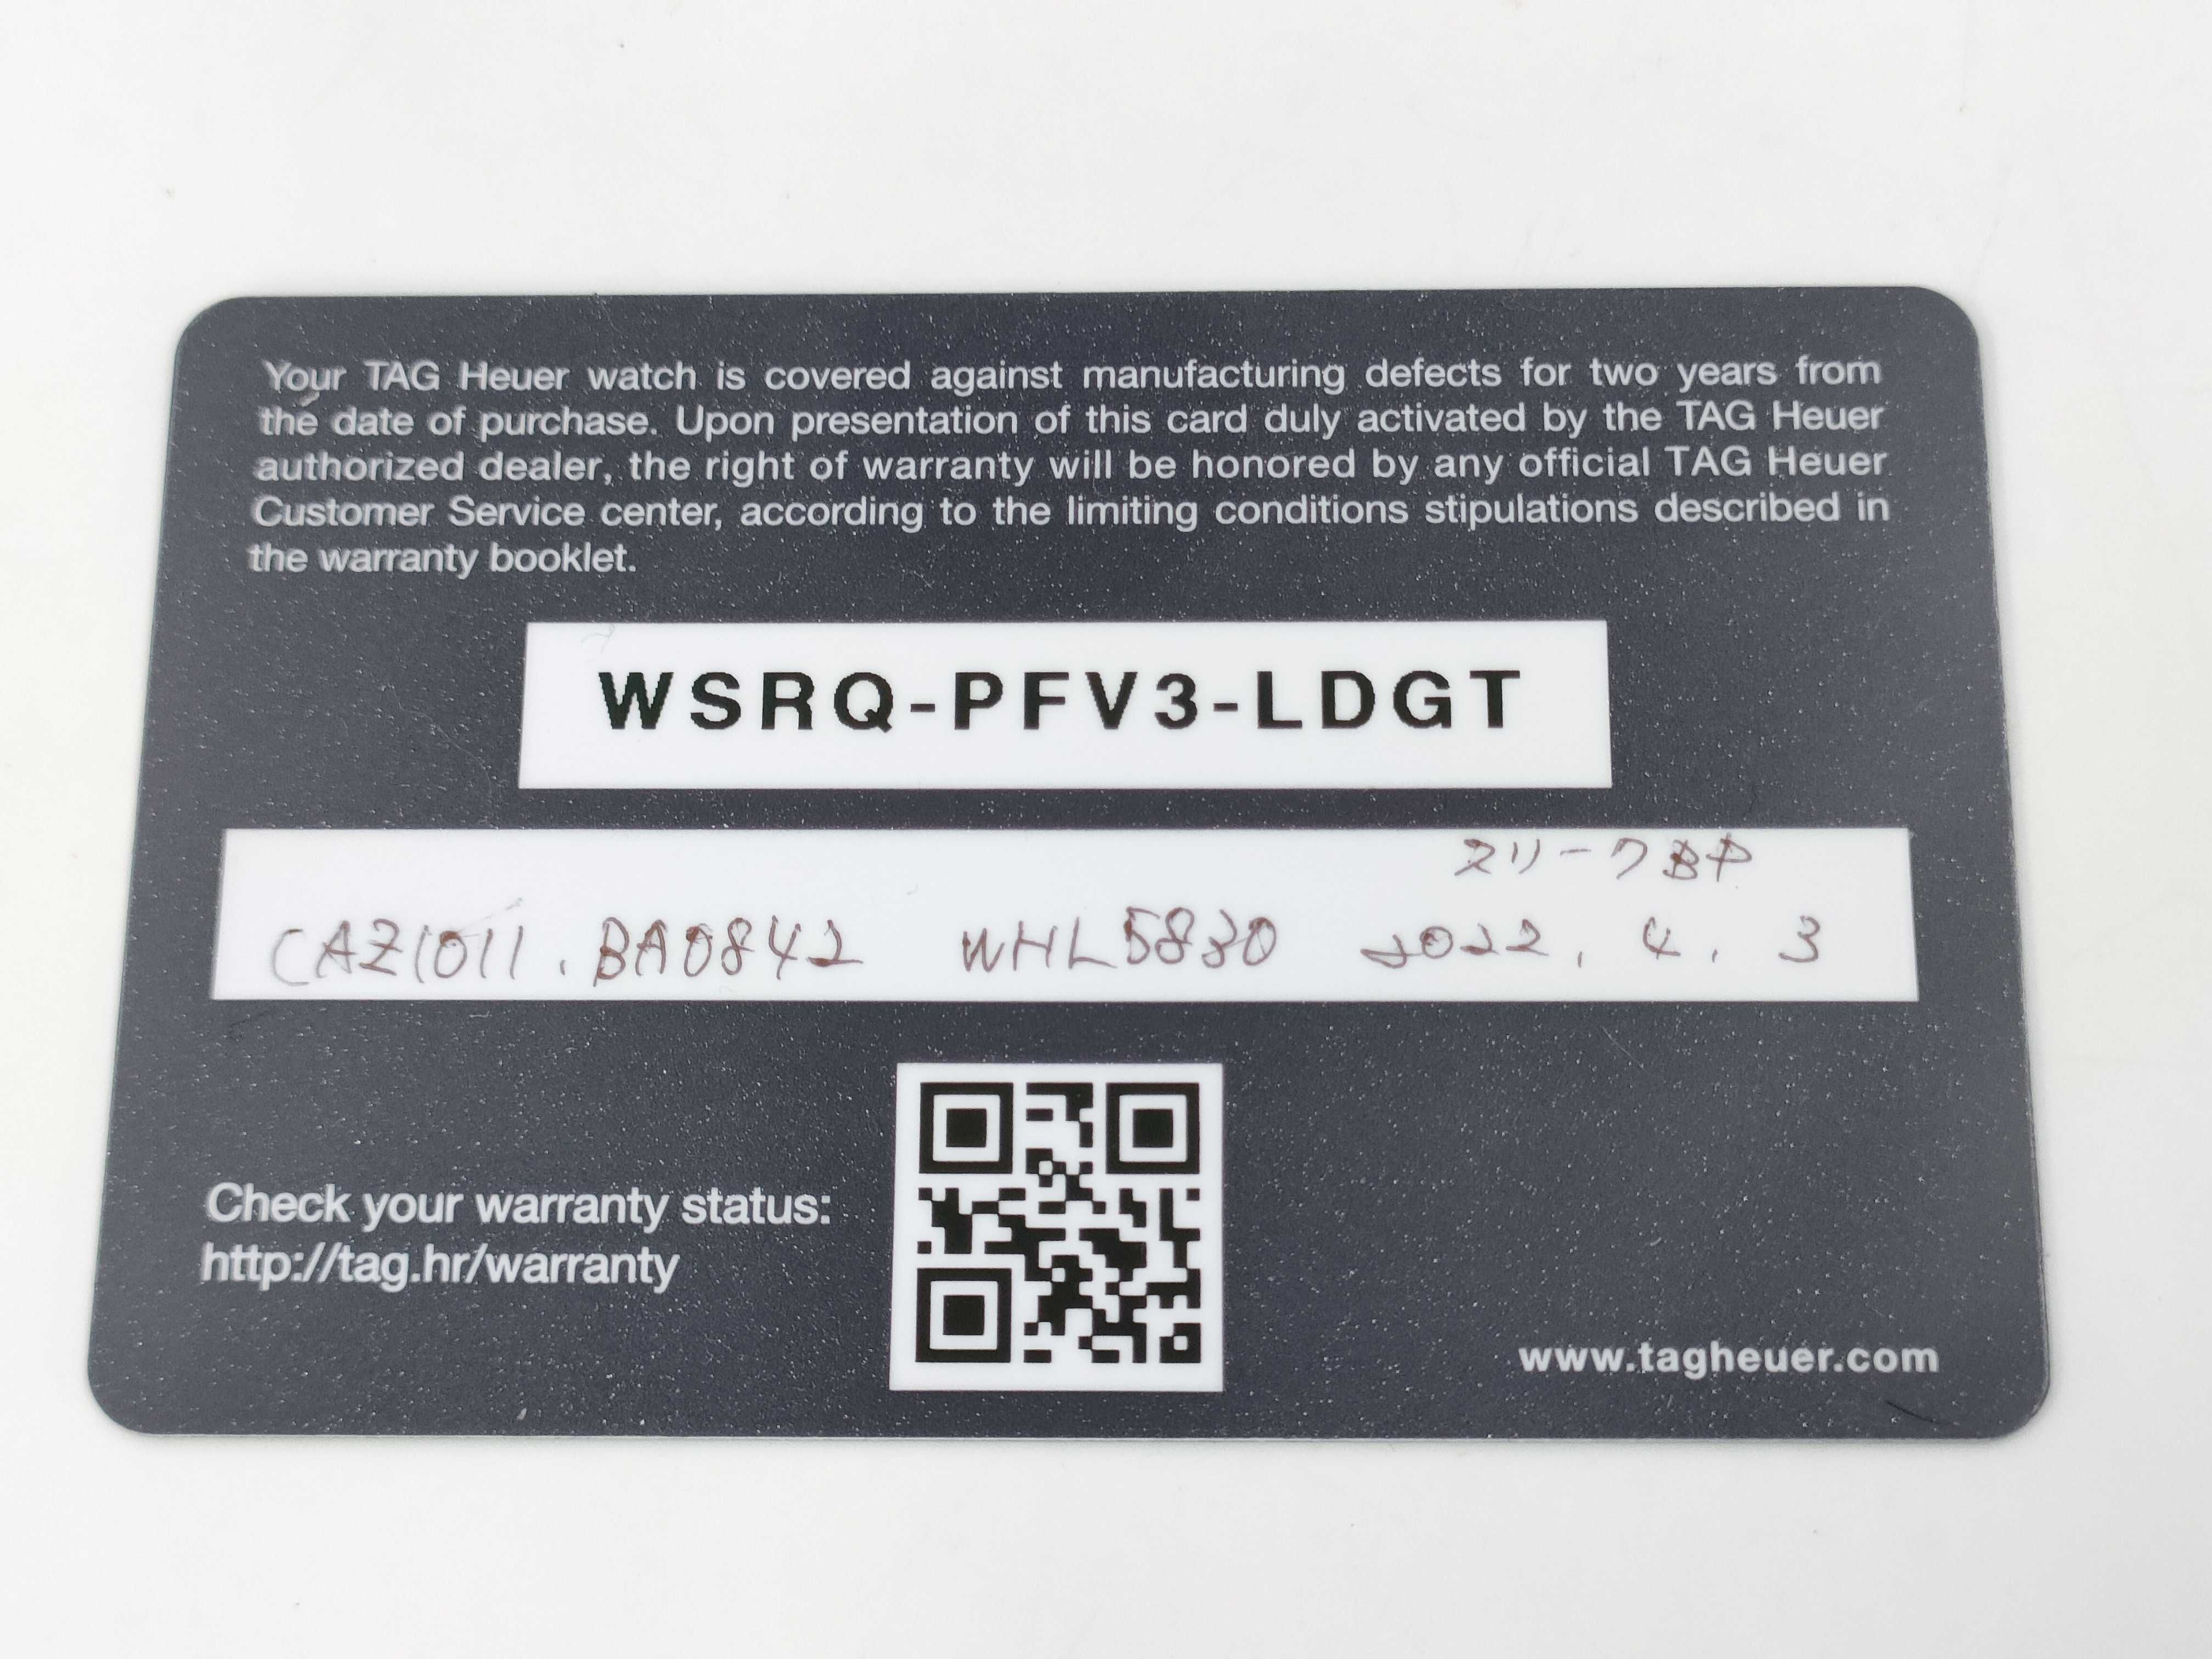 Your TAG Heuer watch is covered against manufacturing defects for two years from
the date of purchase. Upon presentation of this card duly activated by the TAG Heuer
authorized dealer, the right of warranty will be honored by any official TAG Heuer
Customer Service center, according to the limiting conditions stipulations described in
the warranty booklet.
WSRQ-PFV3-LDGT
スリーク BP
CAZ1011.BA0842 WHL5830 2022.4.3
Check your warranty status:
http://tag.hr/warranty
www.tagheuer.com